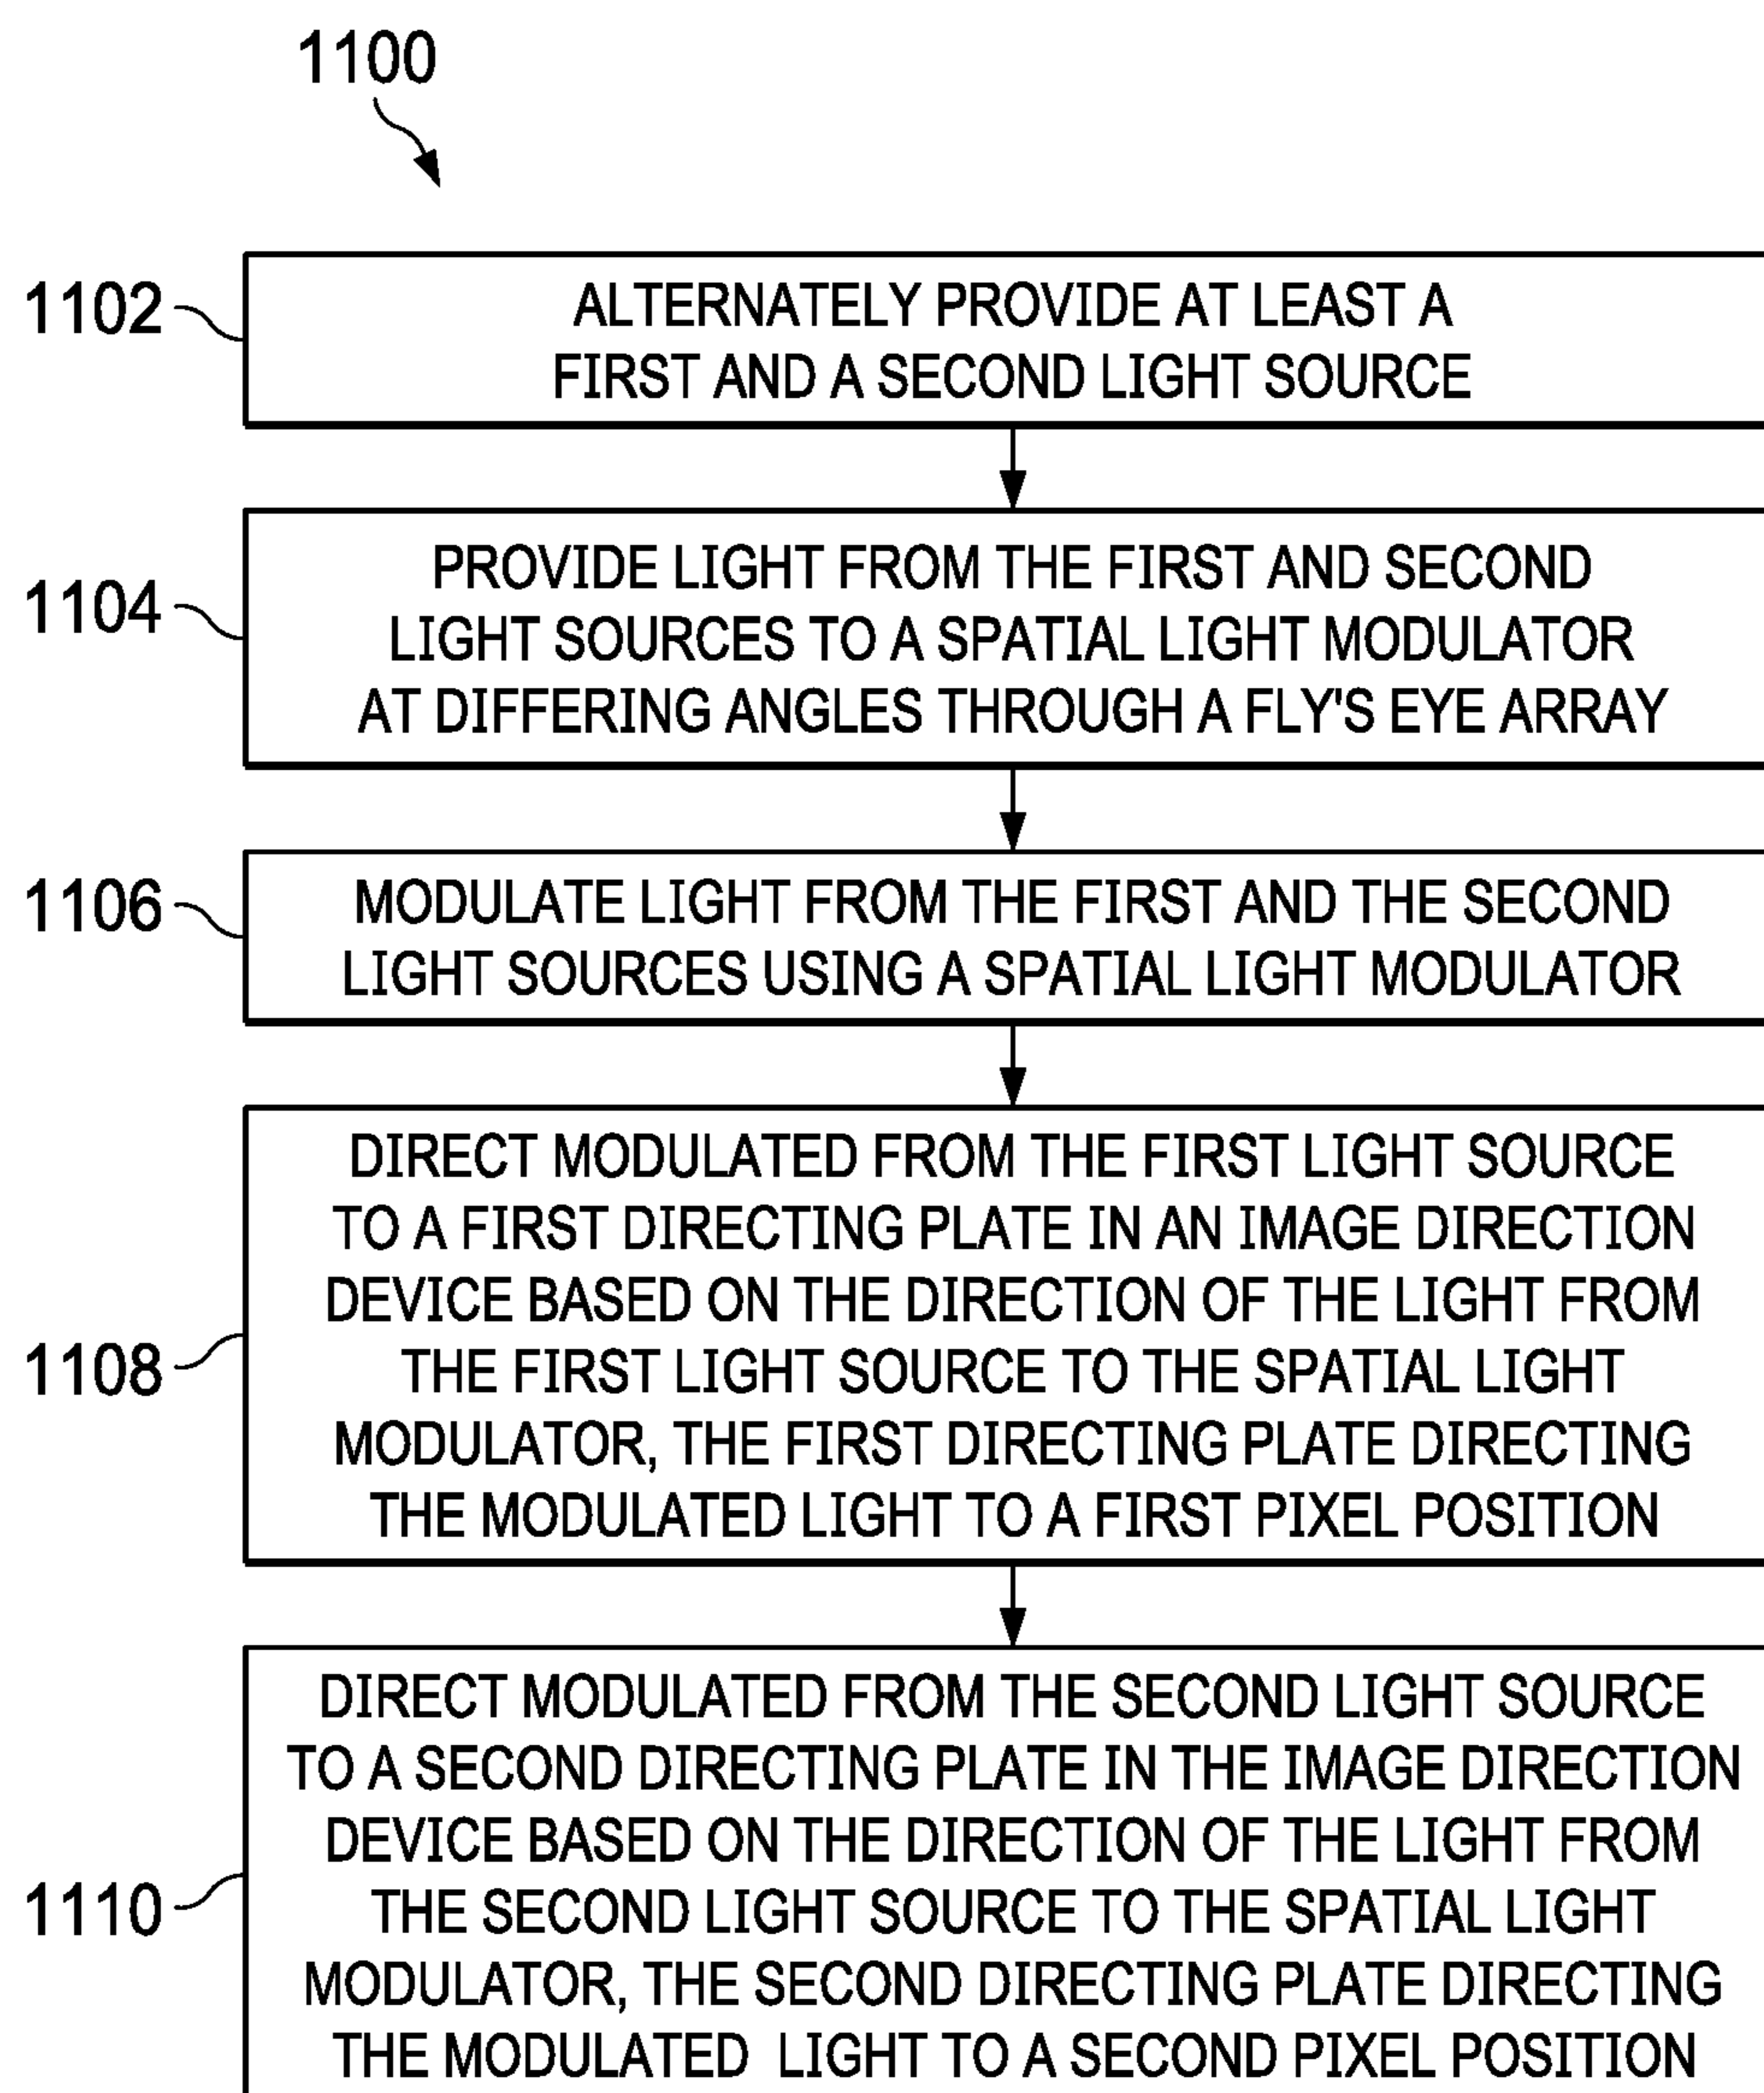 1100
1102
ALTERNATELY PROVIDE AT LEAST A
FIRST AND A SECOND LIGHT SOURCE
1104
PROVIDE LIGHT FROM THE FIRST AND SECOND
LIGHT SOURCES TO A SPATIAL LIGHT MODULATOR
AT DIFFERING ANGLES THROUGH A FLY'S EYE ARRAY
1106
MODULATE LIGHT FROM THE FIRST AND THE SECOND
LIGHT SOURCES USING A SPATIAL LIGHT MODULATOR
1108
DIRECT MODULATED FROM THE FIRST LIGHT SOURCE
TO A FIRST DIRECTING PLATE IN AN IMAGE DIRECTION
DEVICE BASED ON THE DIRECTION OF THE LIGHT FROM
THE FIRST LIGHT SOURCE TO THE SPATIAL LIGHT
MODULATOR, THE FIRST DIRECTING PLATE DIRECTING
THE MODULATED LIGHT TO A FIRST PIXEL POSITION
1110
DIRECT MODULATED FROM THE SECOND LIGHT SOURCE
TO A SECOND DIRECTING PLATE IN THE IMAGE DIRECTION
DEVICE BASED ON THE DIRECTION OF THE LIGHT FROM
THE SECOND LIGHT SOURCE TO THE SPATIAL LIGHT
MODULATOR, THE SECOND DIRECTING PLATE DIRECTING
THE MODULATED LIGHT TO A SECOND PIXEL POSITION